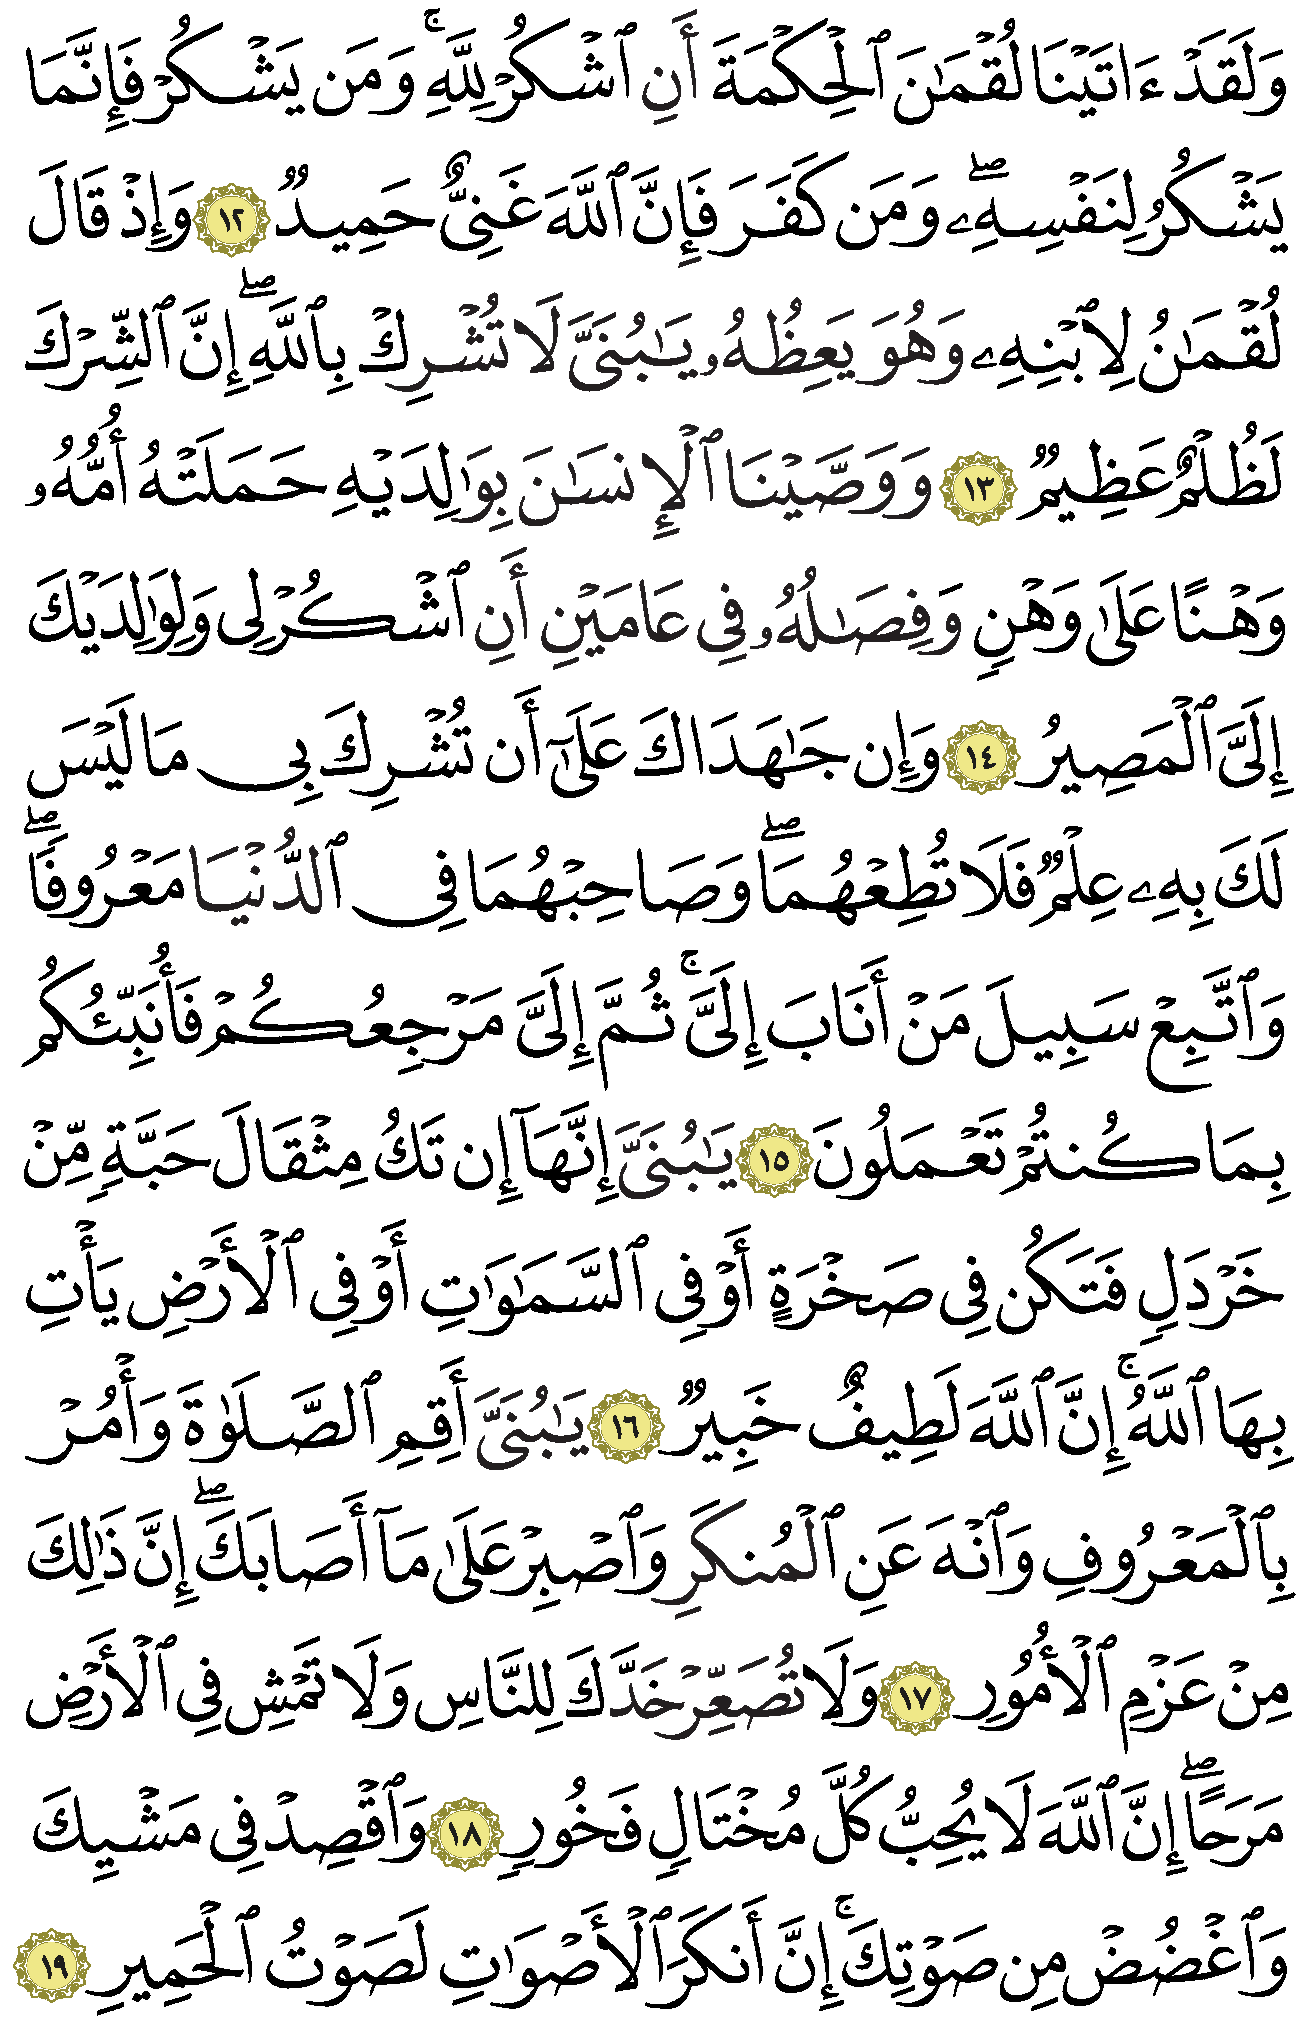 وَلَقَدْ ءَاتَيْنَا لُقْمَٰنَ ٱلْحِكْمَةَ أَنِ ٱشْكُرْ لِلَّهِ ۚ وَمَن يَشْكُرْ فَإِنَّمَا
يَشْكُرُ لِنَفْسِهِۦ ۖ وَمَن كَفَرَ فَإِنَّ ٱللَّهَ غَنِىٌّ حَمِيدٌ ١٢ وَإِذْ قَالَ
لُقْمَٰنُ لِٱبْنِهِۦ وَهُوَ يَعِظُهُۥ يَٰبُنَىَّ لَا تُشْرِكْ بِٱللَّهِ ۖ إِنَّ ٱلشِّرْكَ
لَظُلْمٌ عَظِيمٌ ١٣ وَوَصَّيْنَا ٱلْإِنسَٰنَ بِوَٰلِدَيْهِ حَمَلَتْهُ أُمُّهُۥ
وَهْنًا عَلَىٰ وَهْنٍ وَفِصَٰلُهُۥ فِى عَامَيْنِ أَنِ ٱشْكُرْ لِى وَلِوَٰلِدَيْكَ
إِلَىَّ ٱلْمَصِيرُ ١٤ وَإِن جَٰهَدَاكَ عَلَىٰٓ أَن تُشْرِكَ بِى مَا لَيْسَ
لَكَ بِهِۦ عِلْمٌ فَلَا تُطِعْهُمَا ۖ وَصَاحِبْهُمَا فِى ٱلدُّنْيَا مَعْرُوفًا ۖ
وَٱتَّبِعْ سَبِيلَ مَنْ أَنَابَ إِلَىَّ ۚ ثُمَّ إِلَىَّ مَرْجِعُكُمْ فَأُنَبِّئُكُم
بِمَا كُنتُمْ تَعْمَلُونَ ١٥ يَٰبُنَىَّ إِنَّهَآ إِن تَكُ مِثْقَالَ حَبَّةٍ مِّنْ
خَرْدَلٍ فَتَكُن فِى صَخْرَةٍ أَوْ فِى ٱلسَّمَٰوَٰتِ أَوْ فِى ٱلْأَرْضِ يَأْتِ
بِهَا ٱللَّهُ ۚ إِنَّ ٱللَّهَ لَطِيفٌ خَبِيرٌ ١٦ يَٰبُنَىَّ أَقِمِ ٱلصَّلَوٰةَ وَأْمُرْ
بِٱلْمَعْرُوفِ وَٱنْهَ عَنِ ٱلْمُنكَرِ وَٱصْبِرْ عَلَىٰ مَآ أَصَابَكَ ۖ إِنَّ ذَٰلِكَ
مِنْ عَزْمِ ٱلْأُمُورِ ١٧ وَلَا تُصَعِّرْ خَدَّكَ لِلنَّاسِ وَلَا تَمْشِ فِى ٱلْأَرْضِ
مَرَحًا ۖ إِنَّ ٱللَّهَ لَا يُحِبُّ كُلَّ مُخْتَالٍ فَخُورٍ ١٨ وَٱقْصِدْ فِى مَشْيِكَ
وَٱغْضُضْ مِن صَوْتِكَ ۚ إِنَّ أَنكَرَ ٱلْأَصْوَٰتِ لَصَوْتُ ٱلْحَمِيرِ ١٩